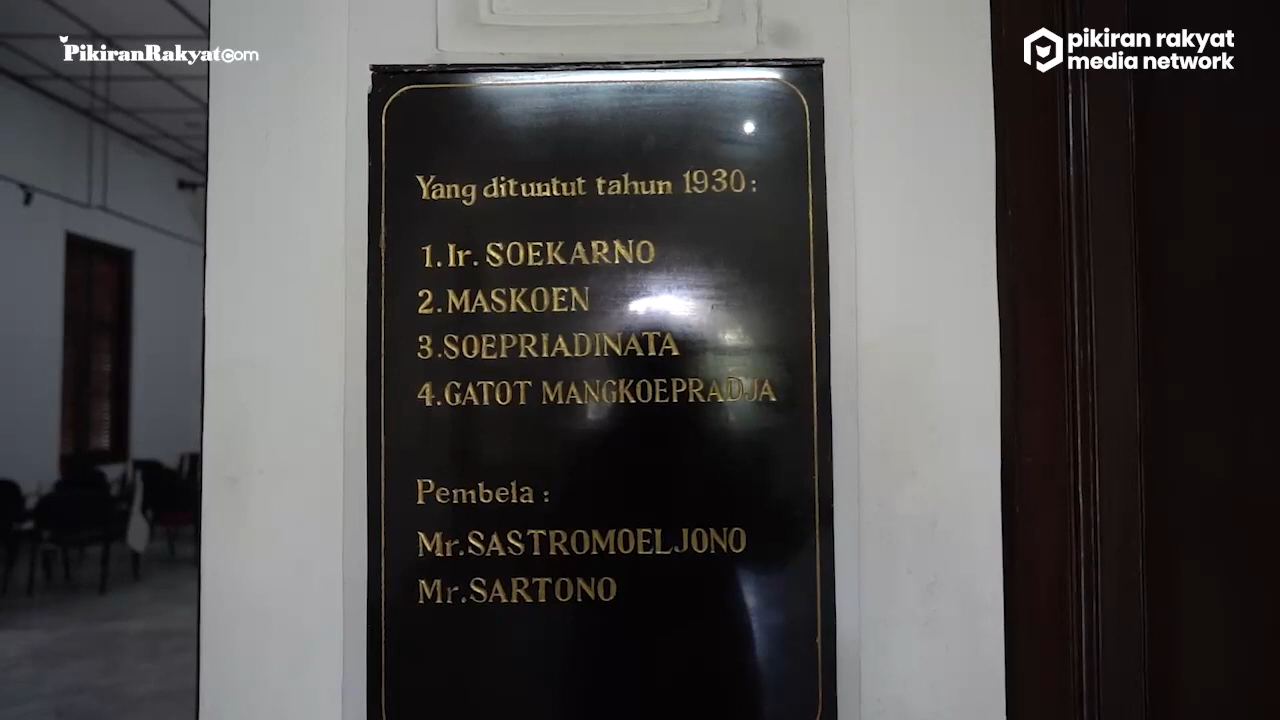 PikiranRakyat.com
pikiran rakyat
media network
Yang dituntut tahun 1930:
1. Ir. SOEKARNO
2. MASKOEN
3. SOEPRIADINATA
4. GATOT MANGKOEPRADJA
Pembela :
Mr. SASTROMOELJONO
Mr. SARTONO